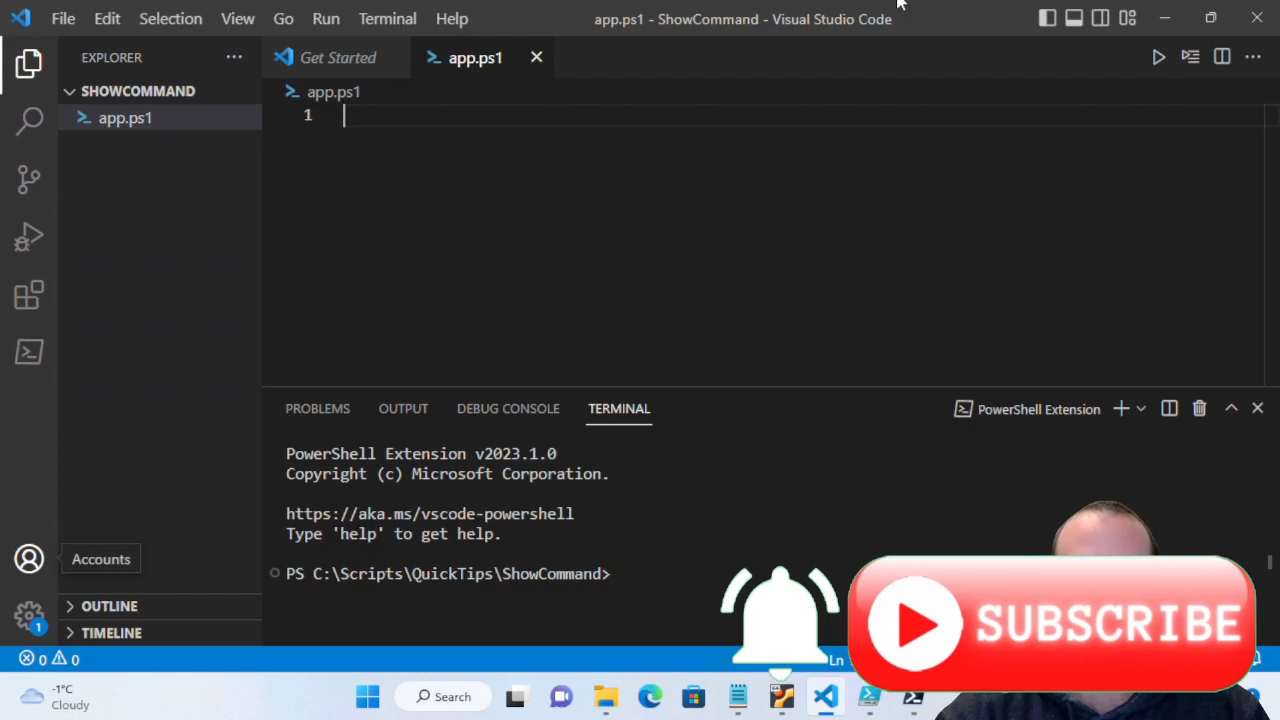 File Edit Selection View Go Run Terminal Help
app.ps1 - ShowCommand - Visual Studio Code
EXPLORER
Get Started
app.ps1
SHOWCOMMAND
app.ps1
app.ps1
1
PROBLEMS OUTPUT DEBUG CONSOLE TERMINAL
PowerShell Extension
PowerShell Extension v2023.1.0
Copyright (c) Microsoft Corporation.
https://aka.ms/vscode-powershell
Type 'help' to get help.
PS C:\Scripts\QuickTips\ShowCommand>
Accounts
OUTLINE
1
TIMELINE
SUBSCRIBE
0 0
Ln
-1°C
Cloudy
Search